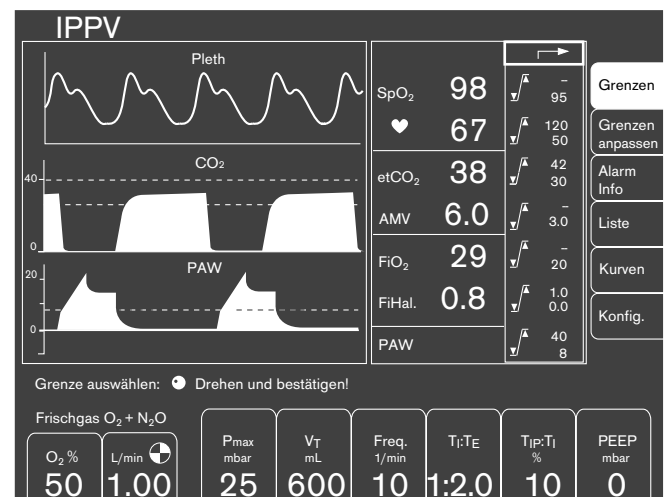 IPPV
Pleth
CO₂
40
0
PAW
20
0
SpO₂ 98 – 95
67 120 50
etCO₂ 38 42 30
AMV 6.0 – 3.0
FiO₂ 29 – 20
FiHal. 0.8 1.0 0.0
PAW 40 8
Grenzen
Grenzen
anpassen
Alarm
Info
Liste
Kurven
Konfig.
Grenze auswählen: Drehen und bestätigen!
Frischgas O₂ + N₂O
O₂ % L/min Pmax VT Freq. TI:TE TIP:TI PEEP
mbar mL 1/min % mbar
50 1.00 25 600 10 1:2.0 10 0